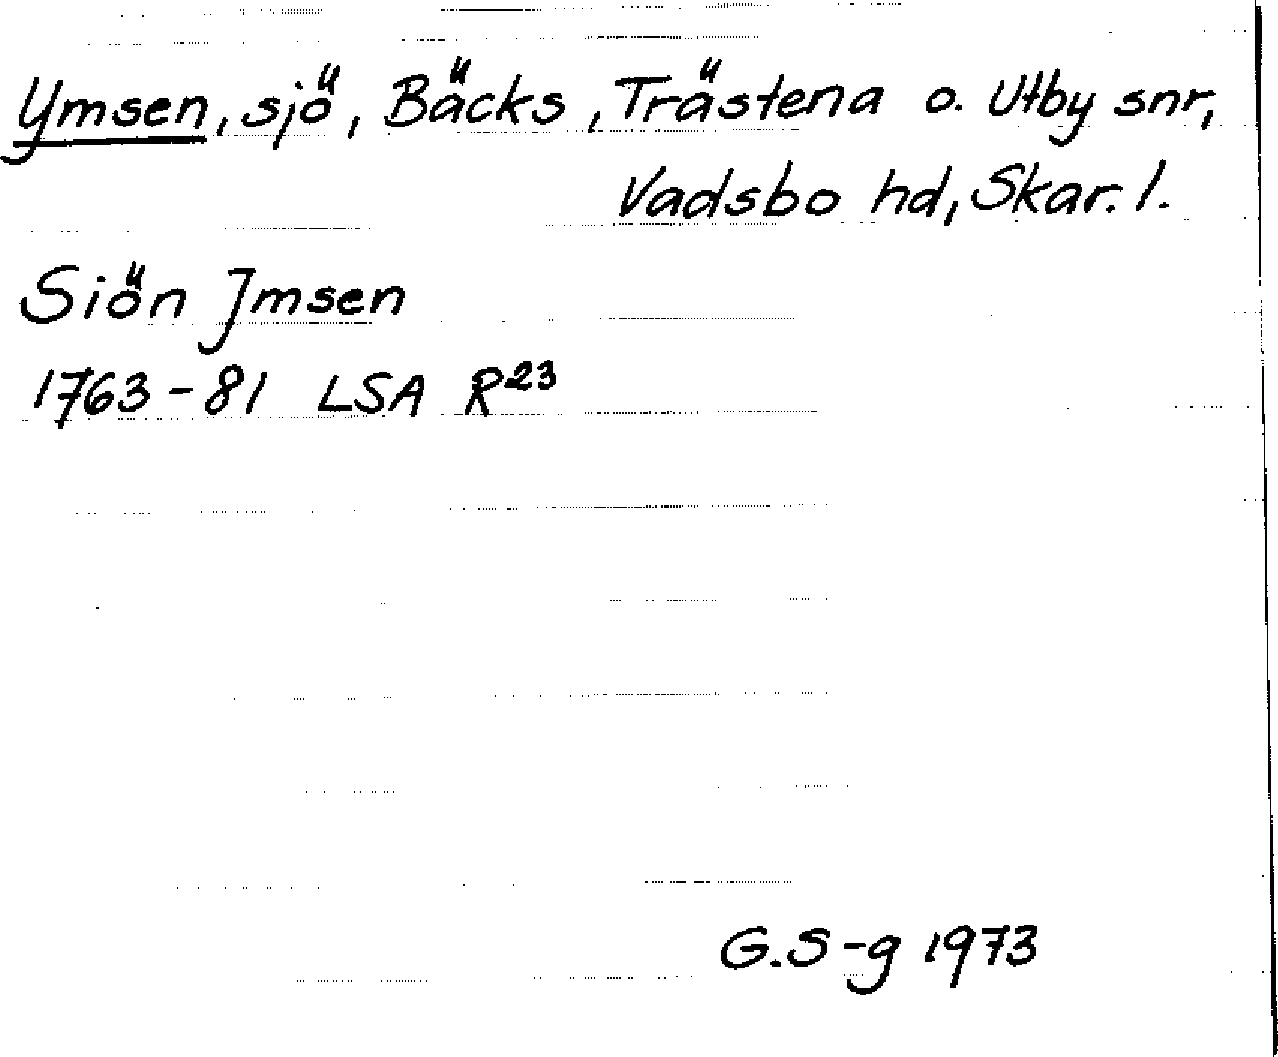 Ymsen, sjö, Bäcks, Trästena o. Utby snr,
Vadsbo hd, Skar. l.
Siön Jmsen
1763-81 LSA R²³
G.S-g 1973